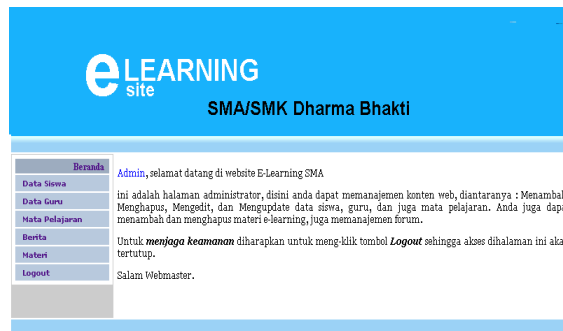 eLEARNING
site
SMA/SMK Dharma Bhakti
Beranda
Data Siswa
Data Guru
Mata Pelajaran
Berita
Materi
Logout
Admin, selamat datang di website E-Learning SMA
ini adalah halaman administrator, disini anda dapat memanajemen konten web, diantaranya : Menambal
Menghapus, Mengedit, dan Mengupdate data siswa, guru, dan juga mata pelajaran. Anda juga dapa
menambah dan menghapus materi e-learning, juga memanajemen forum.
Untuk menjaga keamanan diharapkan untuk meng-klik tombol Logout sehingga akses dihalaman ini aka
tertutup.
Salam Webmaster.